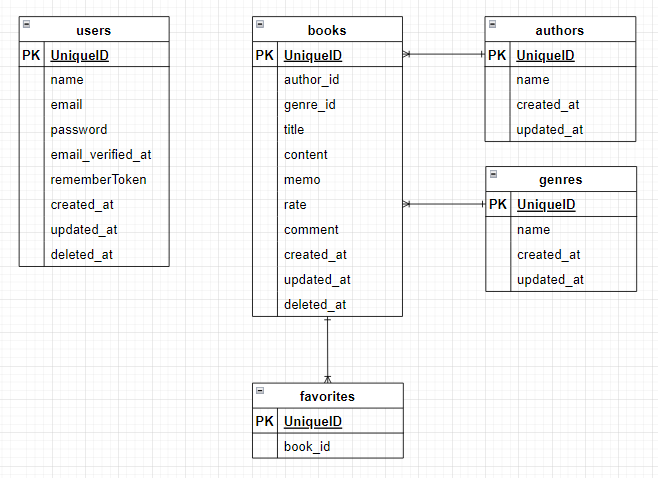 users
PK UniqueID
name
email
password
email_verified_at
rememberToken
created_at
updated_at
deleted_at
books
PK UniqueID
author_id
genre_id
title
content
memo
rate
comment
created_at
updated_at
deleted_at
authors
PK UniqueID
name
created_at
updated_at
genres
PK UniqueID
name
created_at
updated_at
favorites
PK UniqueID
book_id